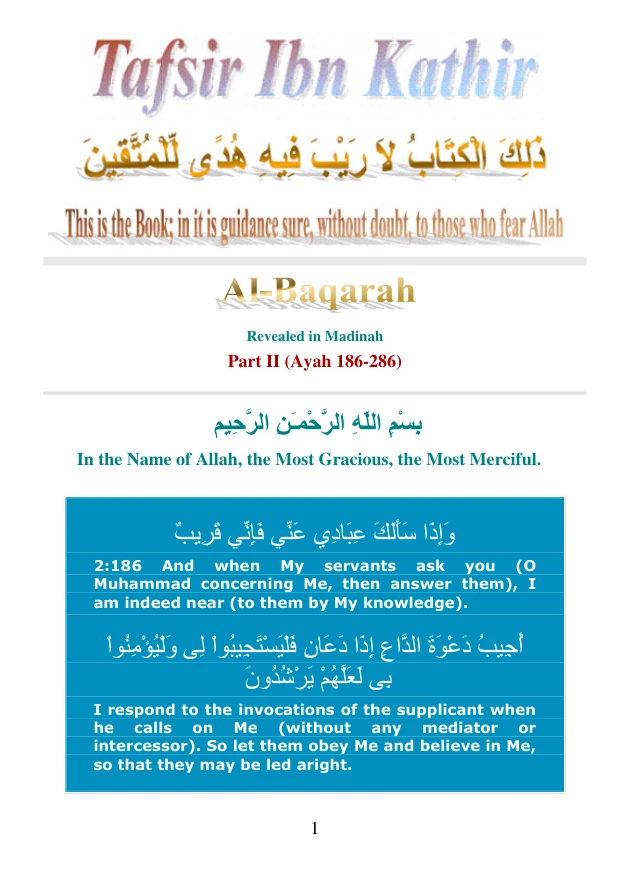 Tafsir Ibn Kathir
ذَلِكَ الْكِتَابُ لاَ رَيْبَ فِيهِ هُدًى لِّلْمُتَّقِينَ
This is the Book; in it is guidance sure, without doubt, to those who fear Allah
Al-Baqarah
Revealed in Madinah
Part II (Ayah 186-286)
بِسْمِ اللَّهِ الرَّحْمَـنِ الرَّحِيمِ
In the Name of Allah, the Most Gracious, the Most Merciful.
وَإِذَا سَأَلَكَ عِبَادِي عَنِّي فَإِنِّي قَرِيبٌ
2:186 And when My servants ask you (O
Muhammad concerning Me, then answer them), I
am indeed near (to them by My knowledge).
أُجِيبُ دَعْوَةَ الدَّاعِ إِذَا دَعَانِ فَلْيَسْتَجِيبُواْ لِى وَلْيُؤْمِنُواْ
بِى لَعَلَّهُمْ يَرْشُدُونَ
I respond to the invocations of the supplicant when
he calls on Me (without any mediator or
intercessor). So let them obey Me and believe in Me,
so that they may be led aright.
1